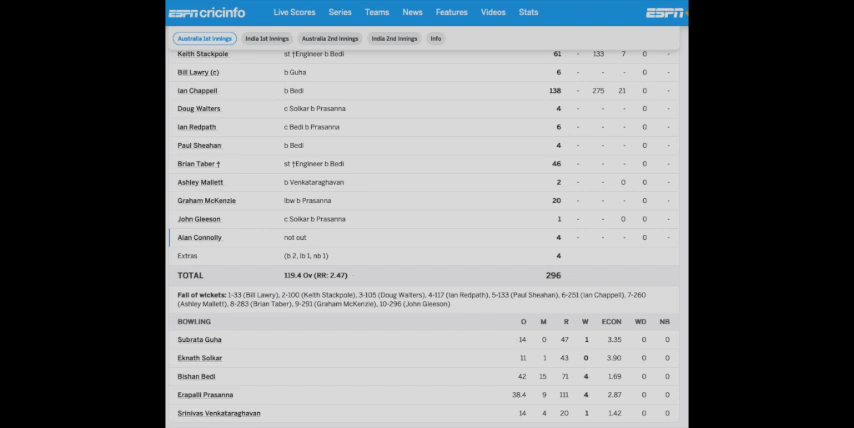 ESPN cricinfo Live Scores Series Teams News Features Videos Stats ESPN+
Australia 1st Innings India 1st Innings Australia 2nd Innings India 2nd Innings Info
Keith Stackpole st †Engineer b Bedi 61 - 133 7 0 -
Bill Lawry (c) b Guha 6 - - - 0 -
Ian Chappell b Bedi 138 - 275 21 0 -
Doug Walters c Solkar b Prasanna 4 - - - 0 -
Ian Redpath c Bedi b Prasanna 6 - - - 0 -
Paul Sheahan b Bedi 4 - - - 0 -
Brian Taber † st †Engineer b Bedi 46 - - - 0 -
Ashley Mallett b Venkataraghavan 2 - - 0 0 -
Graham McKenzie lbw b Prasanna 20 - - - 0 -
John Gleeson c Solkar b Prasanna 1 - - 0 0 -
Alan Connolly not out 4 - - - 0 -
Extras (b 2, lb 1, nb 1) 4
TOTAL 119.4 Ov (RR: 2.47) 296
Fall of wickets: 1-33 (Bill Lawry), 2-100 (Keith Stackpole), 3-105 (Doug Walters), 4-117 (Ian Redpath), 5-133 (Paul Sheahan), 6-251 (Ian Chappell), 7-260
(Ashley Mallett), 8-283 (Brian Taber), 9-291 (Graham McKenzie), 10-296 (John Gleeson)
BOWLING O M R W ECON WD NB
Subrata Guha 14 0 47 1 3.35 0 0
Eknath Solkar 11 1 43 0 3.90 0 0
Bishan Bedi 42 15 71 4 1.69 0 0
Erapalli Prasanna 38.4 9 111 4 2.87 0 0
Srinivas Venkataraghavan 14 4 20 1 1.42 0 0